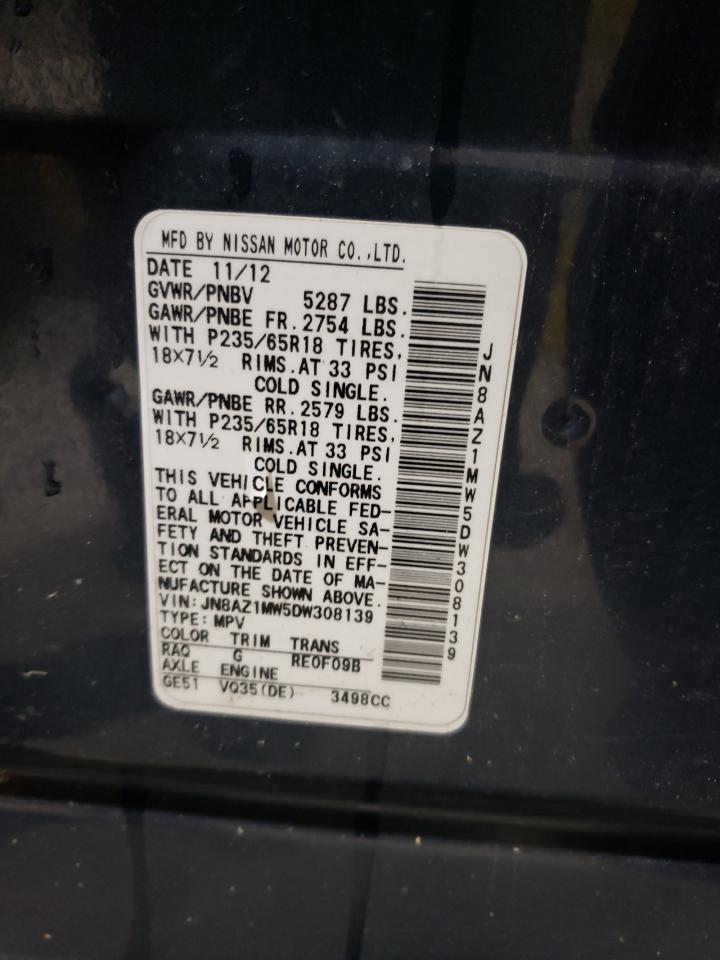 MFD BY NISSAN MOTOR CO.,LTD.
DATE 11/12
GVWR/PNBV 5287 LBS.
GAWR/PNBE FR. 2754 LBS.
WITH P235/65R18 TIRES,
18×7½ RIMS. AT 33 PSI
COLD SINGLE.
GAWR/PNBE RR. 2579 LBS.
WITH P235/65R18 TIRES,
18×7½ RIMS. AT 33 PSI
COLD SINGLE.
THIS VEHICLE CONFORMS
TO ALL APPLICABLE FED-
ERAL MOTOR VEHICLE SA-
FETY AND THEFT PREVEN-
TION STANDARDS IN EFF-
ECT ON THE DATE OF MA-
NUFACTURE SHOWN ABOVE.
VIN: JN8AZ1MW5DW308139
TYPE: MPV
COLOR TRIM TRANS
RAQ G RE0F09B
AXLE ENGINE
GE51 VQ35(DE) 3498CC
JN8AZ1MW5DW308139